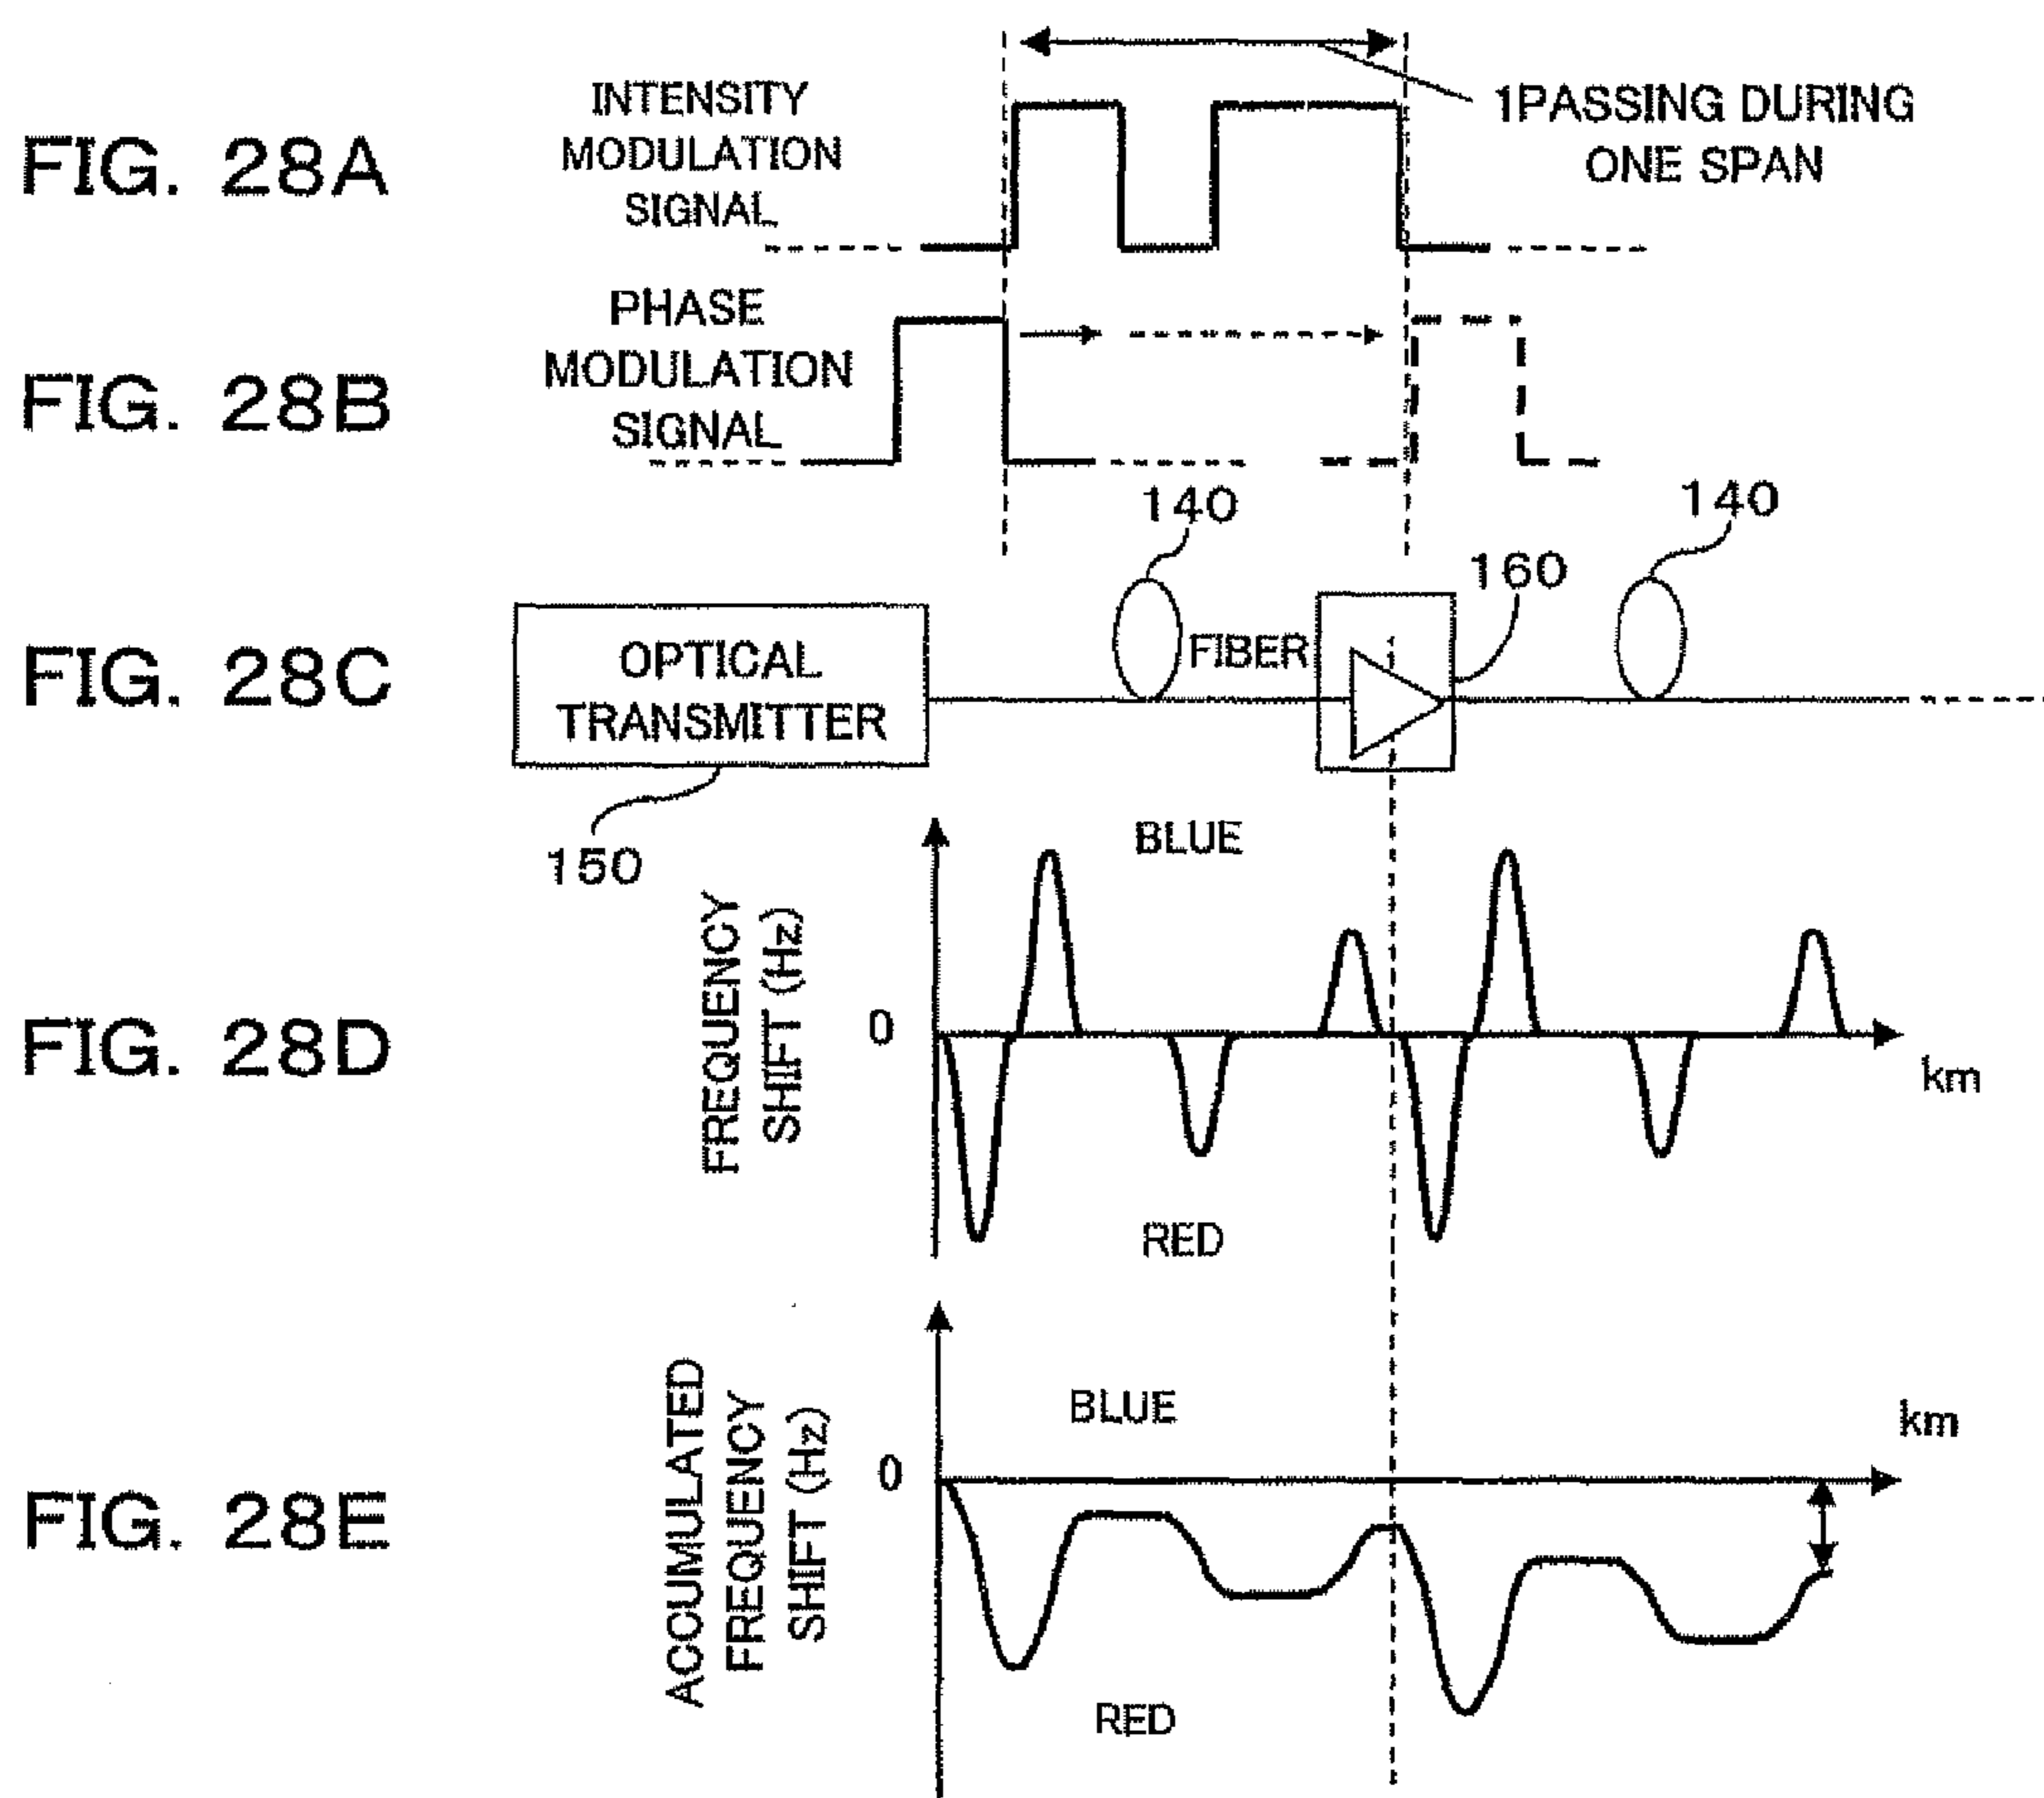 FIG. 28A
INTENSITY
MODULATION
SIGNAL
1PASSING DURING
ONE SPAN
FIG. 28B
PHASE
MODULATION
SIGNAL
FIG. 28C
OPTICAL
TRANSMITTER
150
140
FIBER
160
140
FIG. 28D
FREQUENCY
SHIFT (Hz)
0
BLUE
RED
km
FIG. 28E
ACCUMULATED
FREQUENCY
SHIFT (Hz)
0
BLUE
RED
km